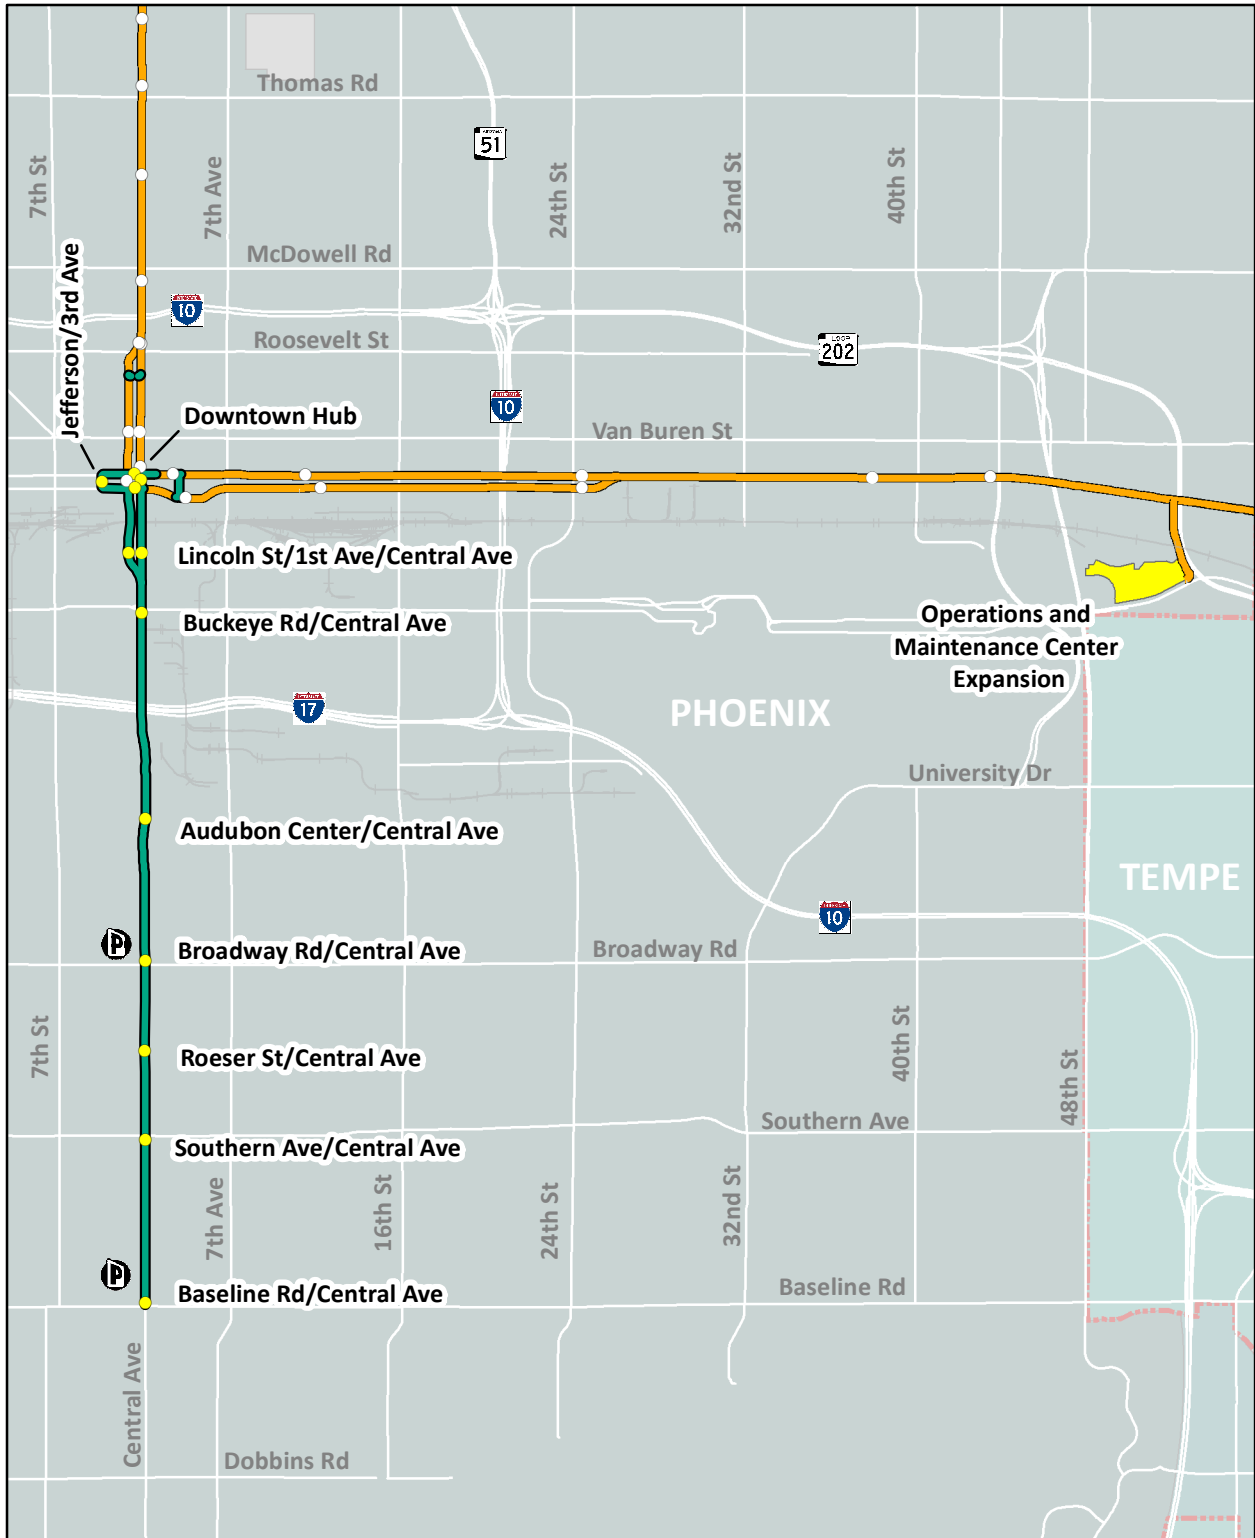 Thomas Rd
ARIZONA
51
7th St
7th Ave
24th St
32nd St
40th St
McDowell Rd
Jefferson/3rd Ave
10
Roosevelt St
LOOP
202
10
Downtown Hub
Van Buren St
Lincoln St/1st Ave/Central Ave
Buckeye Rd/Central Ave
Operations and
Maintenance Center
Expansion
17
PHOENIX
University Dr
Audubon Center/Central Ave
TEMPE
10
P
Broadway Rd/Central Ave
Broadway Rd
7th St
Roeser St/Central Ave
40th St
48th St
Southern Ave
Southern Ave/Central Ave
7th Ave
16th St
24th St
32nd St
P
Baseline Rd/Central Ave
Baseline Rd
Central Ave
Dobbins Rd